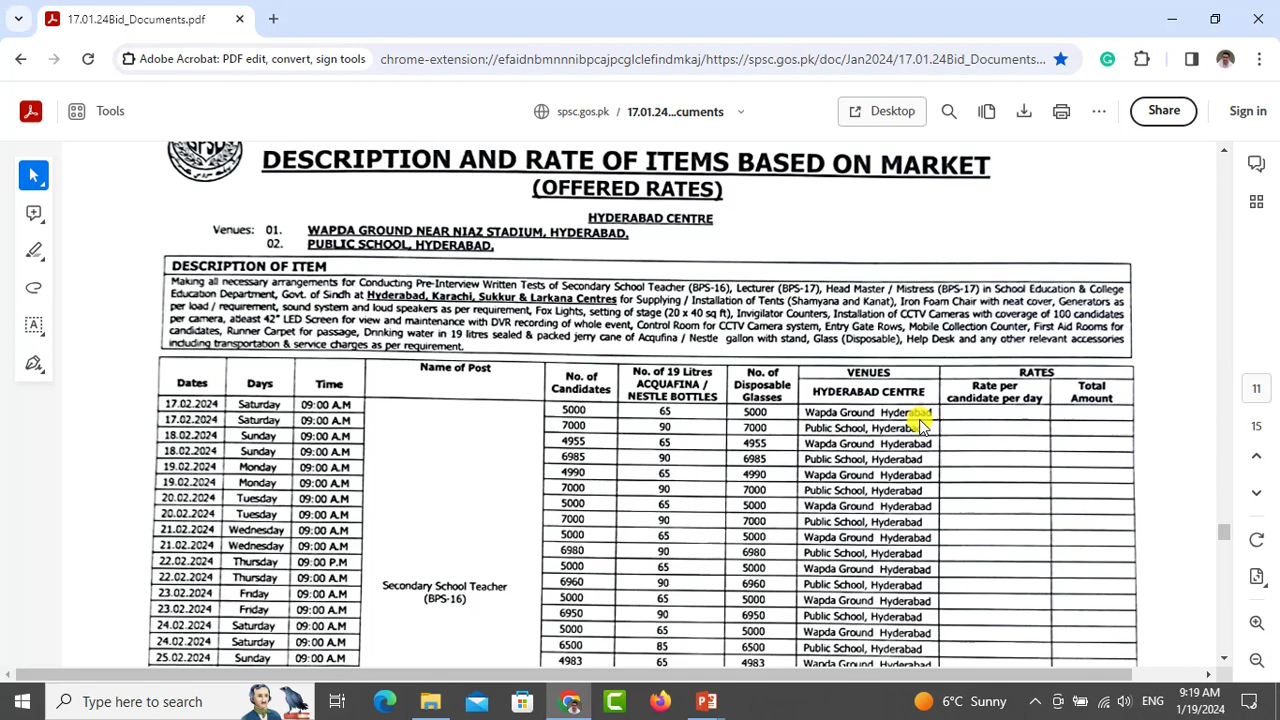 17.01.24Bid_Documents.pdf
Adobe Acrobat: PDF edit, convert, sign tools
chrome-extension://efaidnbmnnnibpcajpcglclefindmkaj/https://spsc.gos.pk/doc/Jan2024/17.01.24Bid_Documents...
Tools
spsc.gos.pk / 17.01.24...cuments
Desktop
Share
Sign in
DESCRIPTION AND RATE OF ITEMS BASED ON MARKET
(OFFERED RATES)
HYDERABAD CENTRE
Venues: 01. WAPDA GROUND NEAR NIAZ STADIUM, HYDERABAD.
02. PUBLIC SCHOOL, HYDERABAD.
DESCRIPTION OF ITEM
Making all necessary arrangements for Conducting Pre-Interview Written Tests of Secondary School Teacher (BPS-16), Lecturer (BPS-17), Head Master / Mistress (BPS-17) in School Education & College
Education Department, Govt. of Sindh at Hyderabad, Karachi, Sukkur & Larkana Centres for Supplying / Installation of Tents (Shamyana and Kanat), Iron Foam Chair with neat cover, Generators as
per load / requirement, sound system and loud speakers as per requirement, Fox Lights, setting of stage (20 x 40 sq ft), Invigilator Counters, Installation of CCTV Cameras with coverage of 100 candidates
per camera, atleast 42" LED Screen for view and maintenance with DVR recording of whole event, Control Room for CCTV Camera system, Entry Gate Rows, Mobile Collection Counter, First Aid Rooms for
candidates, Runner Carpet for passage, Drinking water in 19 litres sealed & packed jerry cane of Acqufina / Nestle gallon with stand, Glass (Disposable), Help Desk and any other relevant accessories
including transportation & service charges as per requirement.
Dates Days Time Name of Post No. of Candidates No. of 19 Litres ACQUAFINA / NESTLE BOTTLES No. of Disposable Glasses VENUES HYDERABAD CENTRE RATES Rate per candidate per day Total Amount
17.02.2024 Saturday 09:00 A.M 5000 65 5000 Wapda Ground Hyderabad
17.02.2024 Saturday 09:00 A.M 7000 90 7000 Public School, Hyderabad
18.02.2024 Sunday 09:00 A.M 4955 65 4955 Wapda Ground Hyderabad
18.02.2024 Sunday 09:00 A.M 6985 90 6985 Public School, Hyderabad
19.02.2024 Monday 09:00 A.M 4990 65 4990 Wapda Ground Hyderabad
19.02.2024 Monday 09:00 A.M 7000 90 7000 Public School, Hyderabad
20.02.2024 Tuesday 09:00 A.M 5000 65 5000 Wapda Ground Hyderabad
20.02.2024 Tuesday 09:00 A.M 7000 90 7000 Public School, Hyderabad
21.02.2024 Wednesday 09:00 A.M 5000 65 5000 Wapda Ground Hyderabad
21.02.2024 Wednesday 09:00 A.M 6980 90 6980 Public School, Hyderabad
22.02.2024 Thursday 09:00 P.M 5000 65 5000 Wapda Ground Hyderabad
22.02.2024 Thursday 09:00 A.M 6960 90 6960 Public School, Hyderabad
Secondary School Teacher
(BPS-16)
23.02.2024 Friday 09:00 A.M 5000 65 5000 Wapda Ground Hyderabad
23.02.2024 Friday 09:00 A.M 6950 90 6950 Public School, Hyderabad
24.02.2024 Saturday 09:00 A.M 5000 65 5000 Wapda Ground Hyderabad
24.02.2024 Saturday 09:00 A.M 6500 85 6500 Public School, Hyderabad
25.02.2024 Sunday 09:00 A.M 4983 65 4983 Wapda Ground Hyderabad
11
15
Type here to search
6°C Sunny
ENG
9:19 AM
1/19/2024